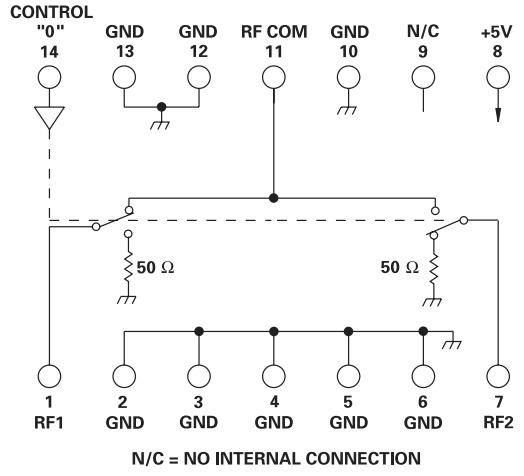 CONTROL
"0" GND GND RF COM GND N/C +5V
14 13 12 11 10 9 8
50 Ω 50 Ω
1 2 3 4 5 6 7
RF1 GND GND GND GND GND RF2
N/C = NO INTERNAL CONNECTION